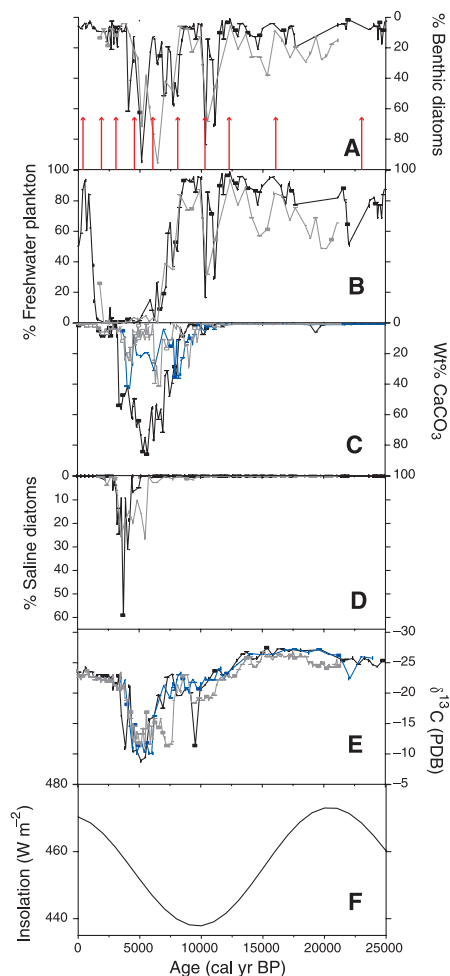 0
20
40
60
80
100
% Benthic diatoms
A
100
80
60
40
20
0
% Freshwater plankton
B
0
20
40
60
80
100
Wt% CaCO3
C
0
10
20
30
40
50
60
% Saline diatoms
D
−30
−25
−20
−15
−10
−5
δ13C (PDB)
E
480
460
440
Insolation (W m−2)
F
0 5000 10000 15000 20000 25000
Age (cal yr BP)